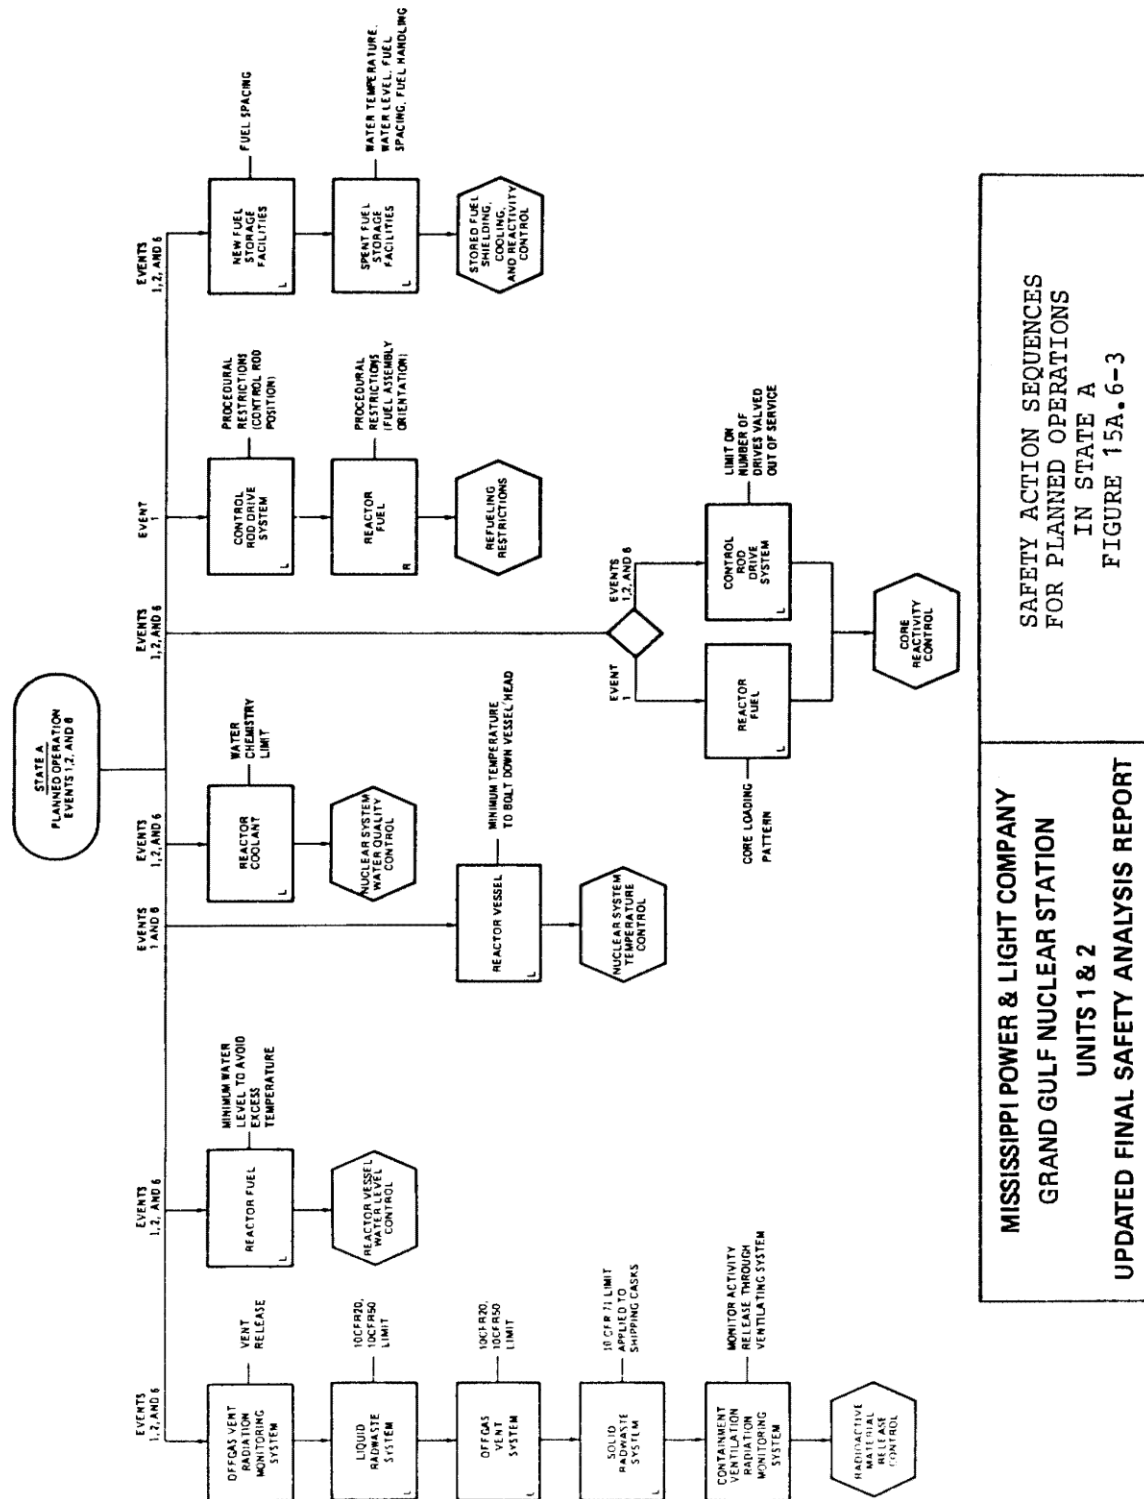 STATE A
PLANNED OPERATION
EVENTS 1,2, AND 6
EVENTS
1,2, AND 6
OFFGAS VENT
RADIATION
MONITORING
SYSTEM
L
VENT
RELEASE
LIQUID
RADWASTE
SYSTEM
L
10CFR20,
10CFR50
LIMIT
OFFGAS
VENT
SYSTEM
L
10CFR20,
10CFR50
LIMIT
SOLID
RADWASTE
SYSTEM
L
10 CFR 71 LIMIT
APPLIED TO
SHIPPING CASKS
CONTAINMENT
VENTILATION
RADIATION
MONITORING
SYSTEM
L
MONITOR ACTIVITY
RELEASE THROUGH
VENTILATING SYSTEM
RADIOACTIVE
MATERIAL
RELEASE
CONTROL
EVENTS
1,2, AND 6
REACTOR FUEL
L
MINIMUM WATER
LEVEL TO AVOID
EXCESS
TEMPERATURE
REACTOR VESSEL
WATER LEVEL
CONTROL
EVENTS
1 AND 6
REACTOR VESSEL
L
MINIMUM TEMPERATURE
TO BOLT DOWN VESSEL HEAD
NUCLEAR SYSTEM
TEMPERATURE
CONTROL
EVENTS
1,2, AND 6
REACTOR
COOLANT
L
WATER
CHEMISTRY
LIMIT
NUCLEAR SYSTEM
WATER QUALITY
CONTROL
EVENTS
1,2, AND 6
EVENT
1
REACTOR
FUEL
L
CORE LOADING
PATTERN
EVENTS
1,2, AND 6
CONTROL
ROD
DRIVE
SYSTEM
L
LIMIT ON
NUMBER OF
DRIVES VALVED
OUT OF SERVICE
CORE
REACTIVITY
CONTROL
EVENT
1
CONTROL
ROD DRIVE
SYSTEM
L
PROCEDURAL
RESTRICTIONS
(CONTROL ROD
POSITION)
REACTOR
FUEL
R
PROCEDURAL
RESTRICTIONS
(FUEL ASSEMBLY
ORIENTATION)
REFUELING
RESTRICTIONS
EVENTS
1,2, AND 6
NEW FUEL
STORAGE
FACILITIES
L
FUEL SPACING
SPENT FUEL
STORAGE
FACILITIES
L
WATER TEMPERATURE,
WATER LEVEL, FUEL
SPACING, FUEL HANDLING
STORED FUEL
SHIELDING,
COOLING,
AND REACTIVITY
CONTROL
MISSISSIPPI POWER & LIGHT COMPANY
GRAND GULF NUCLEAR STATION
UNITS 1 & 2
UPDATED FINAL SAFETY ANALYSIS REPORT
SAFETY ACTION SEQUENCES
FOR PLANNED OPERATIONS
IN STATE A
FIGURE 15A.6-3